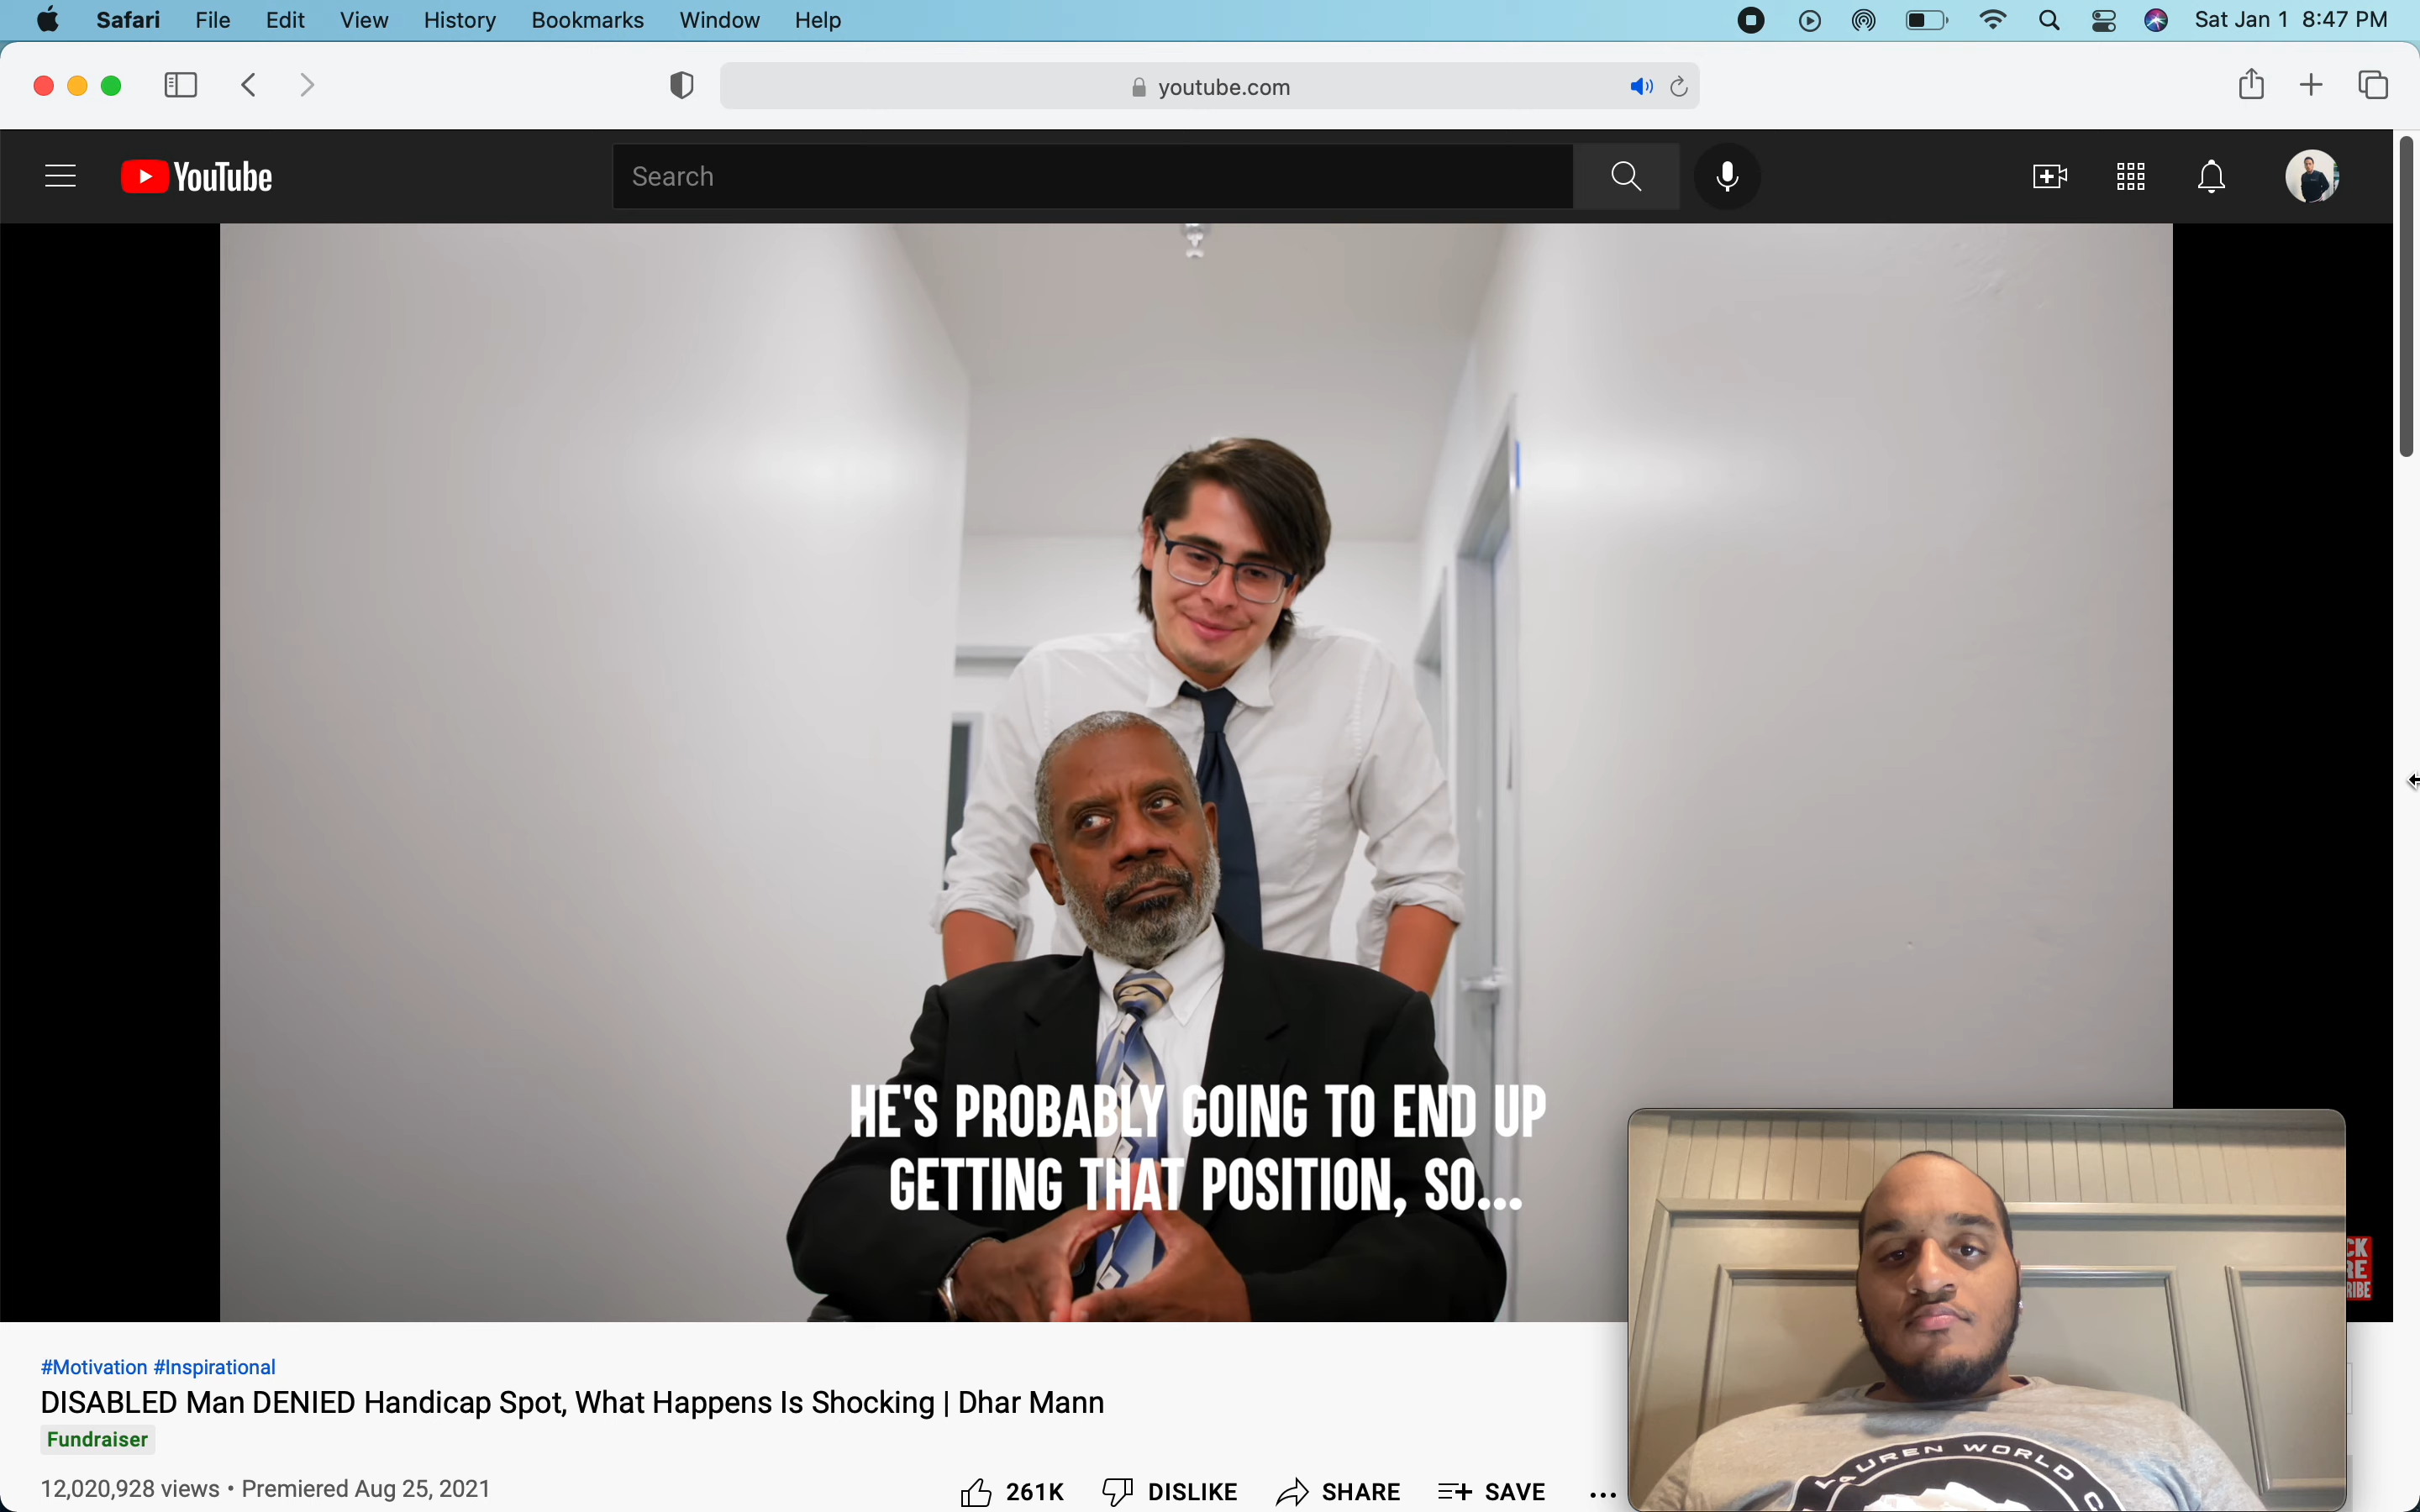 Safari File Edit View History Bookmarks Window Help Sat Jan 1 8:47 PM
youtube.com
YouTube Search
HE'S PROBABLY GOING TO END UP
GETTING THAT POSITION, SO...
#Motivation #Inspirational
DISABLED Man DENIED Handicap Spot, What Happens Is Shocking | Dhar Mann
Fundraiser
12,020,928 views • Premiered Aug 25, 2021 261K DISLIKE SHARE SAVE
LAUREN WORLD